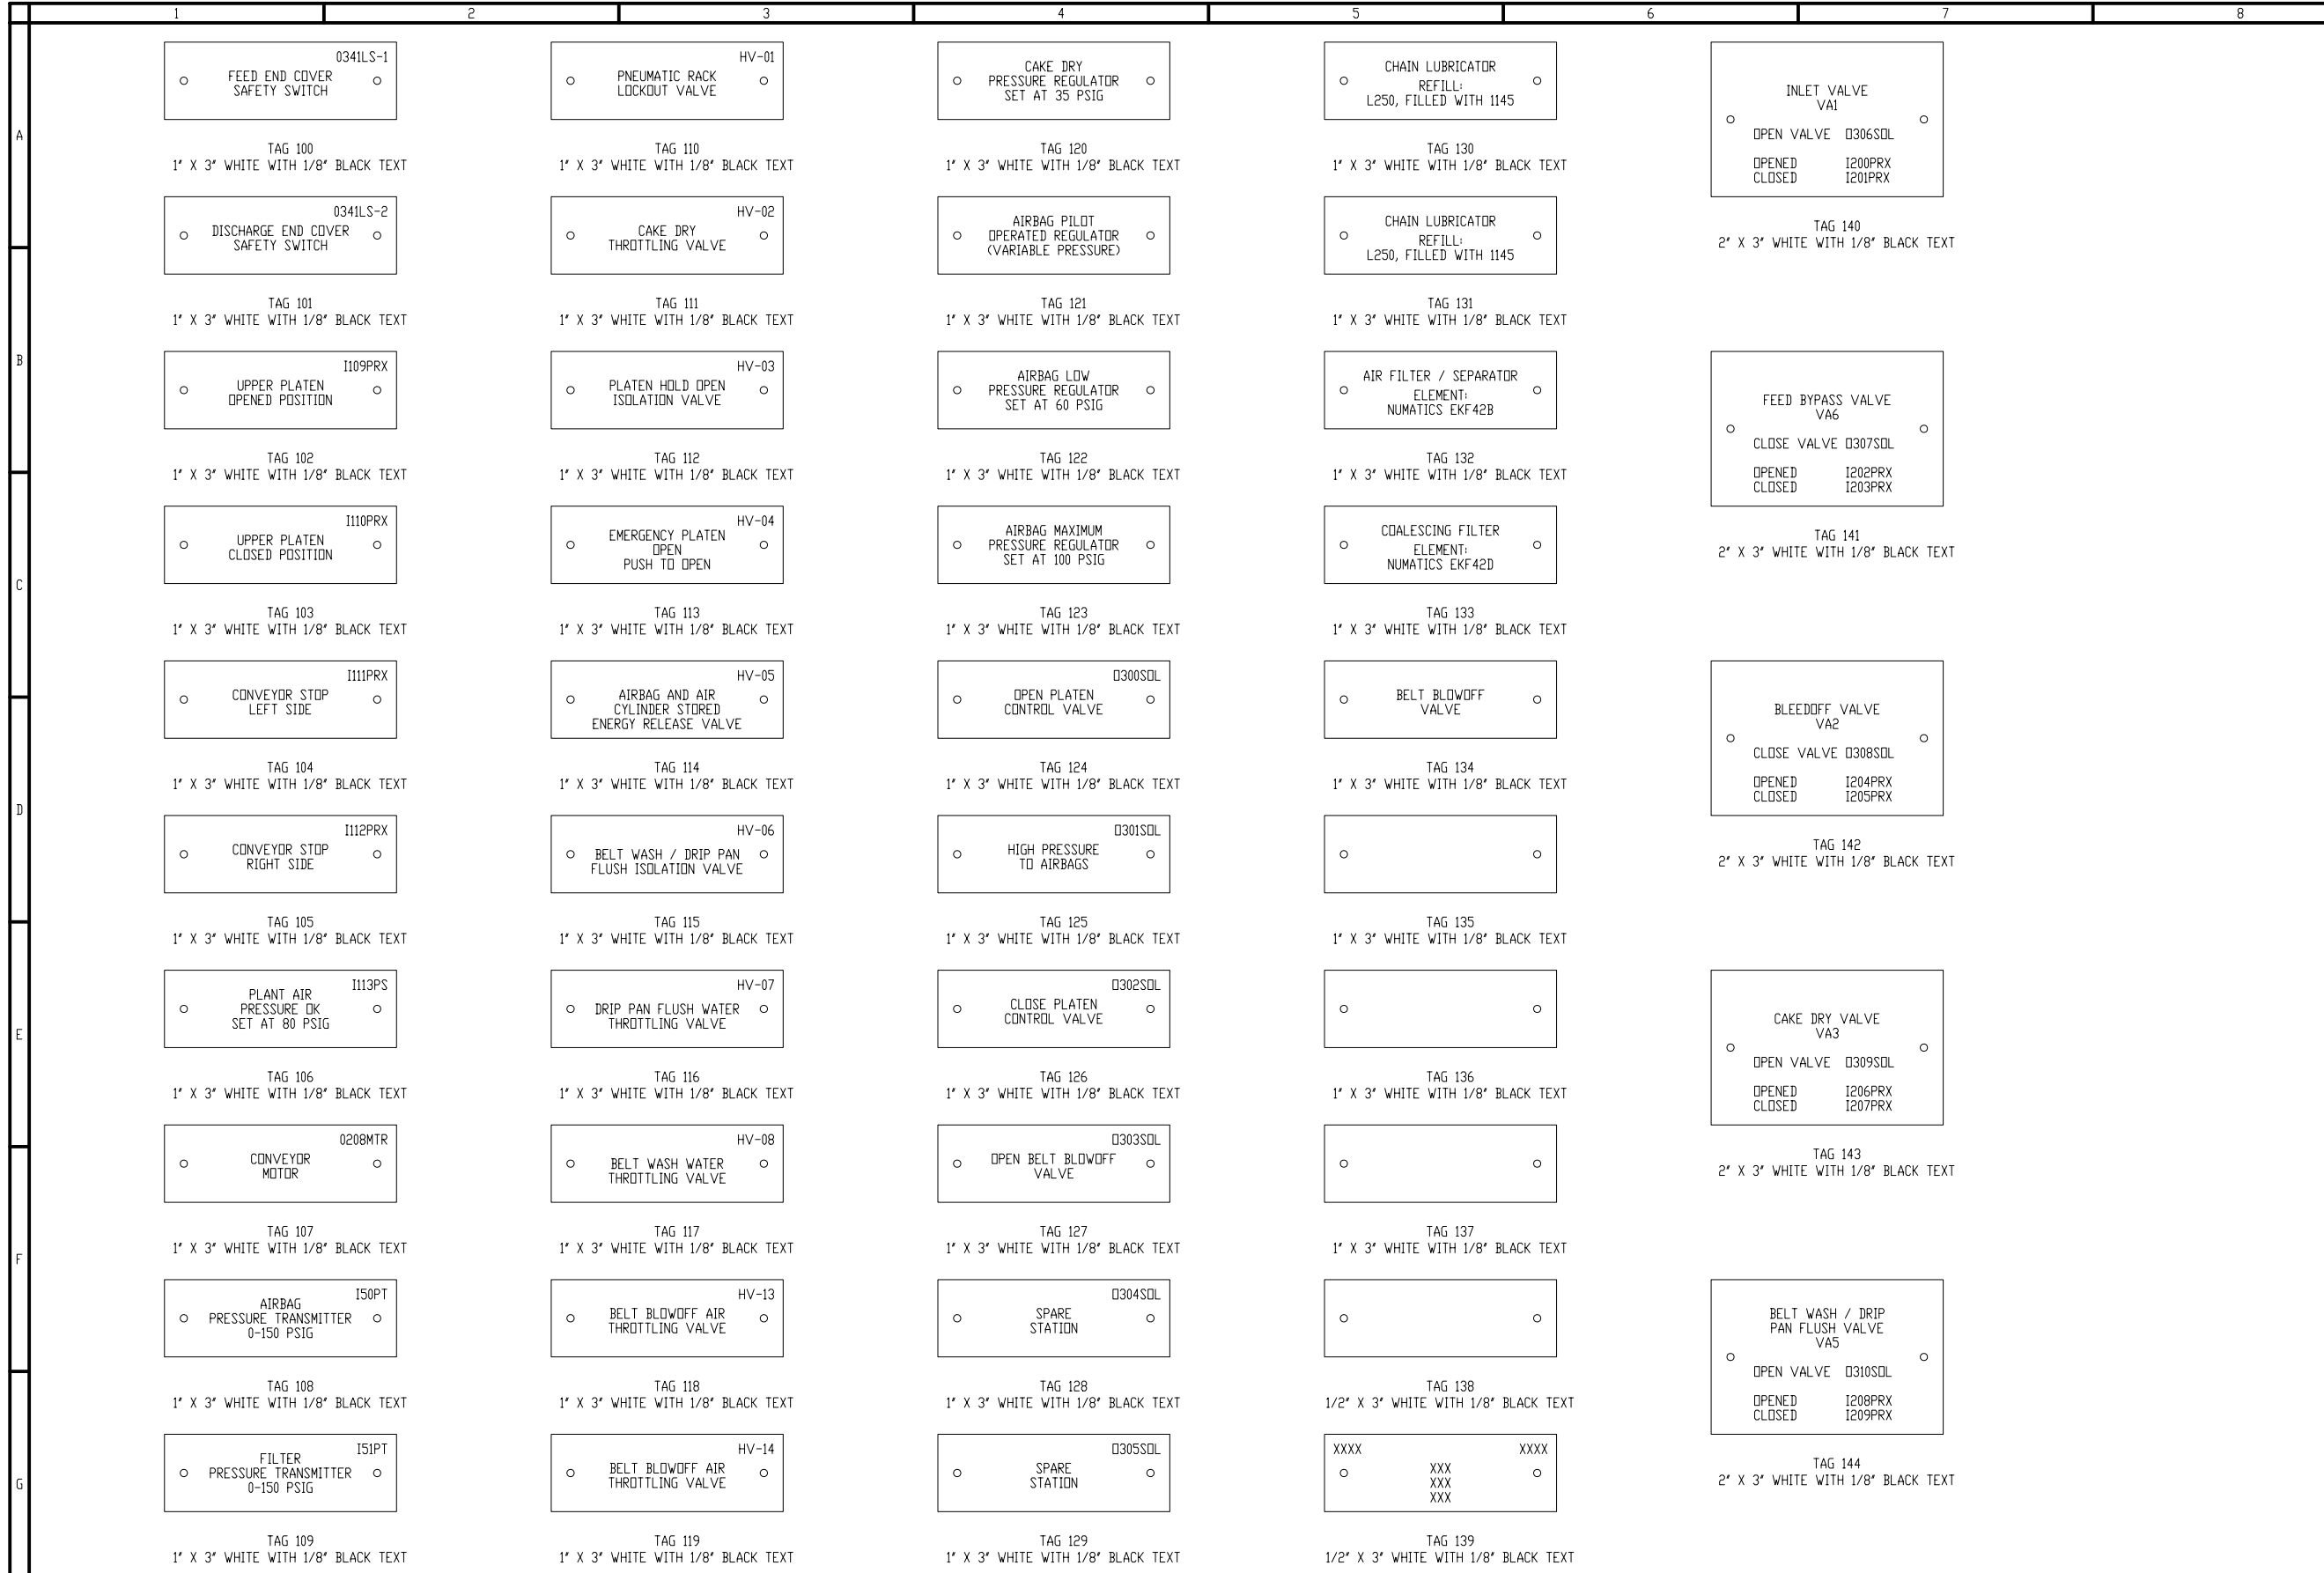 1 2 3 4 5 6 7 8
A
B
C
D
E
F
G
0341LS-1
FEED END COVER
SAFETY SWITCH
TAG 100
1" X 3" WHITE WITH 1/8" BLACK TEXT
0341LS-2
DISCHARGE END COVER
SAFETY SWITCH
TAG 101
1" X 3" WHITE WITH 1/8" BLACK TEXT
I109PRX
UPPER PLATEN
OPENED POSITION
TAG 102
1" X 3" WHITE WITH 1/8" BLACK TEXT
I110PRX
UPPER PLATEN
CLOSED POSITION
TAG 103
1" X 3" WHITE WITH 1/8" BLACK TEXT
I111PRX
CONVEYOR STOP
LEFT SIDE
TAG 104
1" X 3" WHITE WITH 1/8" BLACK TEXT
I112PRX
CONVEYOR STOP
RIGHT SIDE
TAG 105
1" X 3" WHITE WITH 1/8" BLACK TEXT
I113PS
PLANT AIR
PRESSURE OK
SET AT 80 PSIG
TAG 106
1" X 3" WHITE WITH 1/8" BLACK TEXT
0208MTR
CONVEYOR
MOTOR
TAG 107
1" X 3" WHITE WITH 1/8" BLACK TEXT
I50PT
AIRBAG
PRESSURE TRANSMITTER
0-150 PSIG
TAG 108
1" X 3" WHITE WITH 1/8" BLACK TEXT
I51PT
FILTER
PRESSURE TRANSMITTER
0-150 PSIG
TAG 109
1" X 3" WHITE WITH 1/8" BLACK TEXT
HV-01
PNEUMATIC RACK
LOCKOUT VALVE
TAG 110
1" X 3" WHITE WITH 1/8" BLACK TEXT
HV-02
CAKE DRY
THROTTLING VALVE
TAG 111
1" X 3" WHITE WITH 1/8" BLACK TEXT
HV-03
PLATEN HOLD OPEN
ISOLATION VALVE
TAG 112
1" X 3" WHITE WITH 1/8" BLACK TEXT
HV-04
EMERGENCY PLATEN
OPEN
PUSH TO OPEN
TAG 113
1" X 3" WHITE WITH 1/8" BLACK TEXT
HV-05
AIRBAG AND AIR
CYLINDER STORED
ENERGY RELEASE VALVE
TAG 114
1" X 3" WHITE WITH 1/8" BLACK TEXT
HV-06
BELT WASH / DRIP PAN
FLUSH ISOLATION VALVE
TAG 115
1" X 3" WHITE WITH 1/8" BLACK TEXT
HV-07
DRIP PAN FLUSH WATER
THROTTLING VALVE
TAG 116
1" X 3" WHITE WITH 1/8" BLACK TEXT
HV-08
BELT WASH WATER
THROTTLING VALVE
TAG 117
1" X 3" WHITE WITH 1/8" BLACK TEXT
HV-13
BELT BLOWOFF AIR
THROTTLING VALVE
TAG 118
1" X 3" WHITE WITH 1/8" BLACK TEXT
HV-14
BELT BLOWOFF AIR
THROTTLING VALVE
TAG 119
1" X 3" WHITE WITH 1/8" BLACK TEXT
CAKE DRY
PRESSURE REGULATOR
SET AT 35 PSIG
TAG 120
1" X 3" WHITE WITH 1/8" BLACK TEXT
AIRBAG PILOT
OPERATED REGULATOR
(VARIABLE PRESSURE)
TAG 121
1" X 3" WHITE WITH 1/8" BLACK TEXT
AIRBAG LOW
PRESSURE REGULATOR
SET AT 60 PSIG
TAG 122
1" X 3" WHITE WITH 1/8" BLACK TEXT
AIRBAG MAXIMUM
PRESSURE REGULATOR
SET AT 100 PSIG
TAG 123
1" X 3" WHITE WITH 1/8" BLACK TEXT
O300SOL
OPEN PLATEN
CONTROL VALVE
TAG 124
1" X 3" WHITE WITH 1/8" BLACK TEXT
O301SOL
HIGH PRESSURE
TO AIRBAGS
TAG 125
1" X 3" WHITE WITH 1/8" BLACK TEXT
O302SOL
CLOSE PLATEN
CONTROL VALVE
TAG 126
1" X 3" WHITE WITH 1/8" BLACK TEXT
O303SOL
OPEN BELT BLOWOFF
VALVE
TAG 127
1" X 3" WHITE WITH 1/8" BLACK TEXT
O304SOL
SPARE
STATION
TAG 128
1" X 3" WHITE WITH 1/8" BLACK TEXT
O305SOL
SPARE
STATION
TAG 129
1" X 3" WHITE WITH 1/8" BLACK TEXT
CHAIN LUBRICATOR
REFILL:
L250, FILLED WITH 1145
TAG 130
1" X 3" WHITE WITH 1/8" BLACK TEXT
CHAIN LUBRICATOR
REFILL:
L250, FILLED WITH 1145
TAG 131
1" X 3" WHITE WITH 1/8" BLACK TEXT
AIR FILTER / SEPARATOR
ELEMENT:
NUMATICS EKF42B
TAG 132
1" X 3" WHITE WITH 1/8" BLACK TEXT
COALESCING FILTER
ELEMENT:
NUMATICS EKF42D
TAG 133
1" X 3" WHITE WITH 1/8" BLACK TEXT
BELT BLOWOFF
VALVE
TAG 134
1" X 3" WHITE WITH 1/8" BLACK TEXT
TAG 135
1" X 3" WHITE WITH 1/8" BLACK TEXT
TAG 136
1" X 3" WHITE WITH 1/8" BLACK TEXT
TAG 137
1" X 3" WHITE WITH 1/8" BLACK TEXT
TAG 138
1/2" X 3" WHITE WITH 1/8" BLACK TEXT
XXXX XXXX
XXX
XXX
XXX
TAG 139
1/2" X 3" WHITE WITH 1/8" BLACK TEXT
INLET VALVE
VA1
OPEN VALVE O306SOL
OPENED I200PRX
CLOSED I201PRX
TAG 140
2" X 3" WHITE WITH 1/8" BLACK TEXT
FEED BYPASS VALVE
VA6
CLOSE VALVE O307SOL
OPENED I202PRX
CLOSED I203PRX
TAG 141
2" X 3" WHITE WITH 1/8" BLACK TEXT
BLEEDOFF VALVE
VA2
CLOSE VALVE O308SOL
OPENED I204PRX
CLOSED I205PRX
TAG 142
2" X 3" WHITE WITH 1/8" BLACK TEXT
CAKE DRY VALVE
VA3
OPEN VALVE O309SOL
OPENED I206PRX
CLOSED I207PRX
TAG 143
2" X 3" WHITE WITH 1/8" BLACK TEXT
BELT WASH / DRIP
PAN FLUSH VALVE
VA5
OPEN VALVE O310SOL
OPENED I208PRX
CLOSED I209PRX
TAG 144
2" X 3" WHITE WITH 1/8" BLACK TEXT